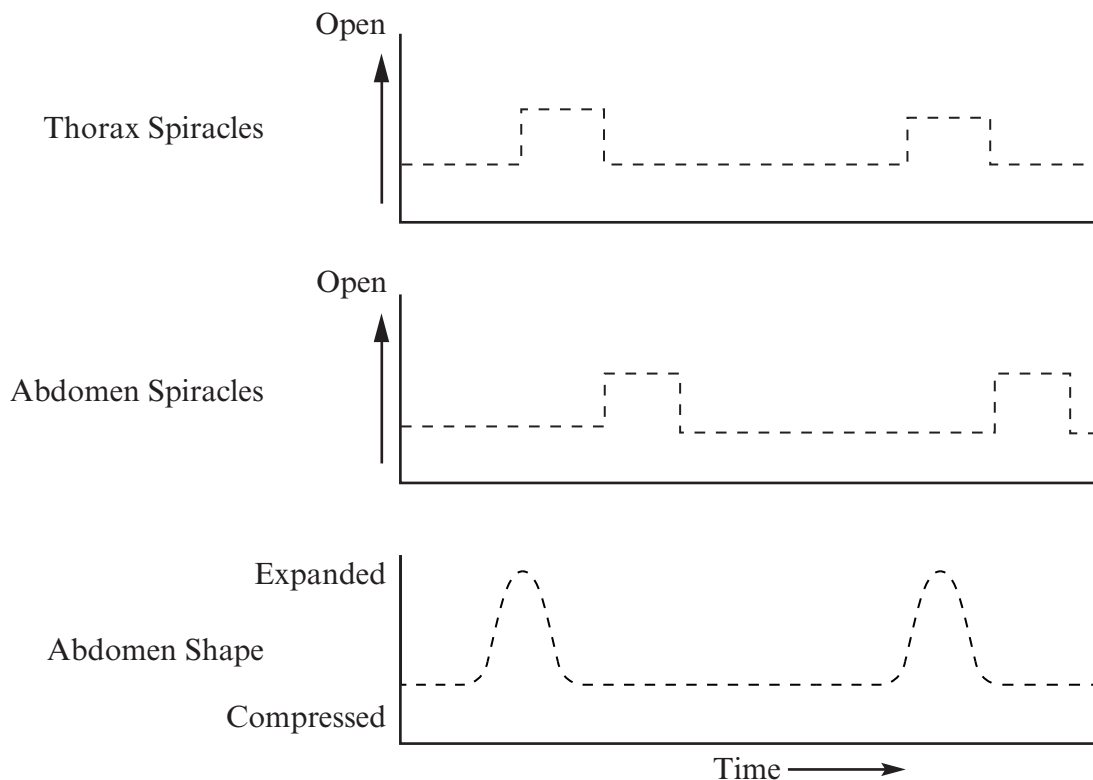 Open
Thorax Spiracles
Open
Abdomen Spiracles
Expanded
Abdomen Shape
Compressed
Time